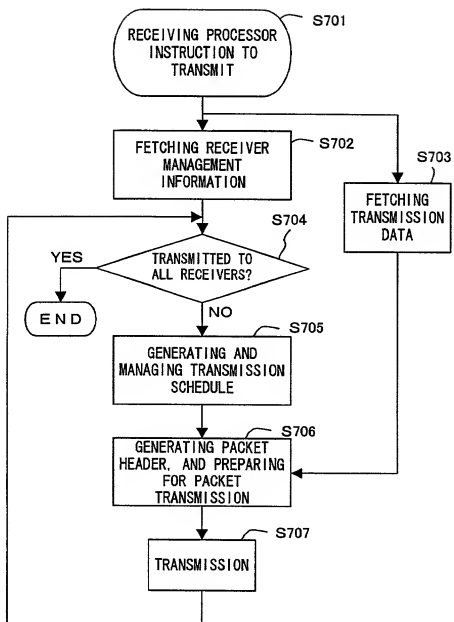 S701
RECEIVING PROCESSOR
INSTRUCTION TO
TRANSMIT
S702
FETCHING RECEIVER
MANAGEMENT
INFORMATION
S703
FETCHING
TRANSMISSION
DATA
S704
TRANSMITTED TO
ALL RECEIVERS?
YES
END
NO
S705
GENERATING AND
MANAGING TRANSMISSION
SCHEDULE
S706
GENERATING PACKET
HEADER, AND PREPARING
FOR PACKET
TRANSMISSION
S707
TRANSMISSION